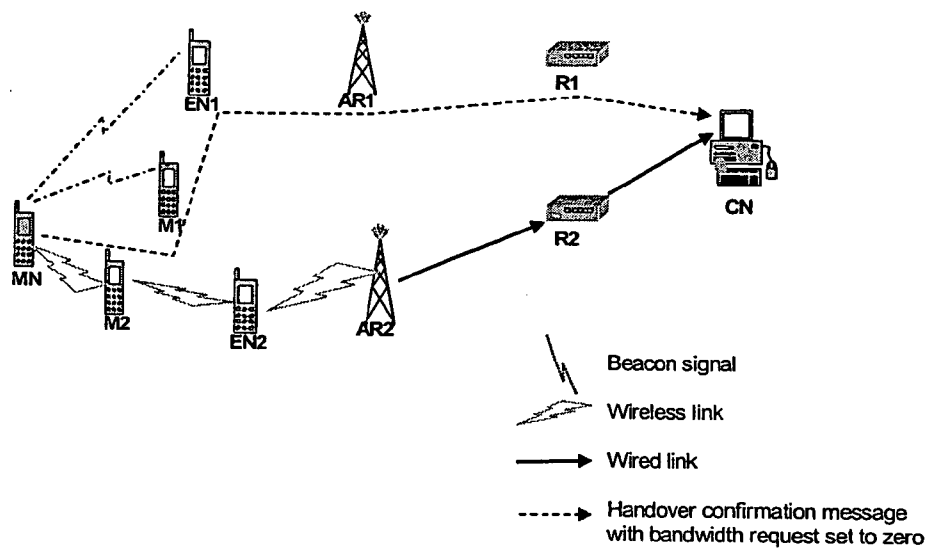 EN1
AR1
R1
M1
CN
MN
M2
EN2
AR2
R2
Beacon signal
Wireless link
Wired link
Handover confirmation message
with bandwidth request set to zero